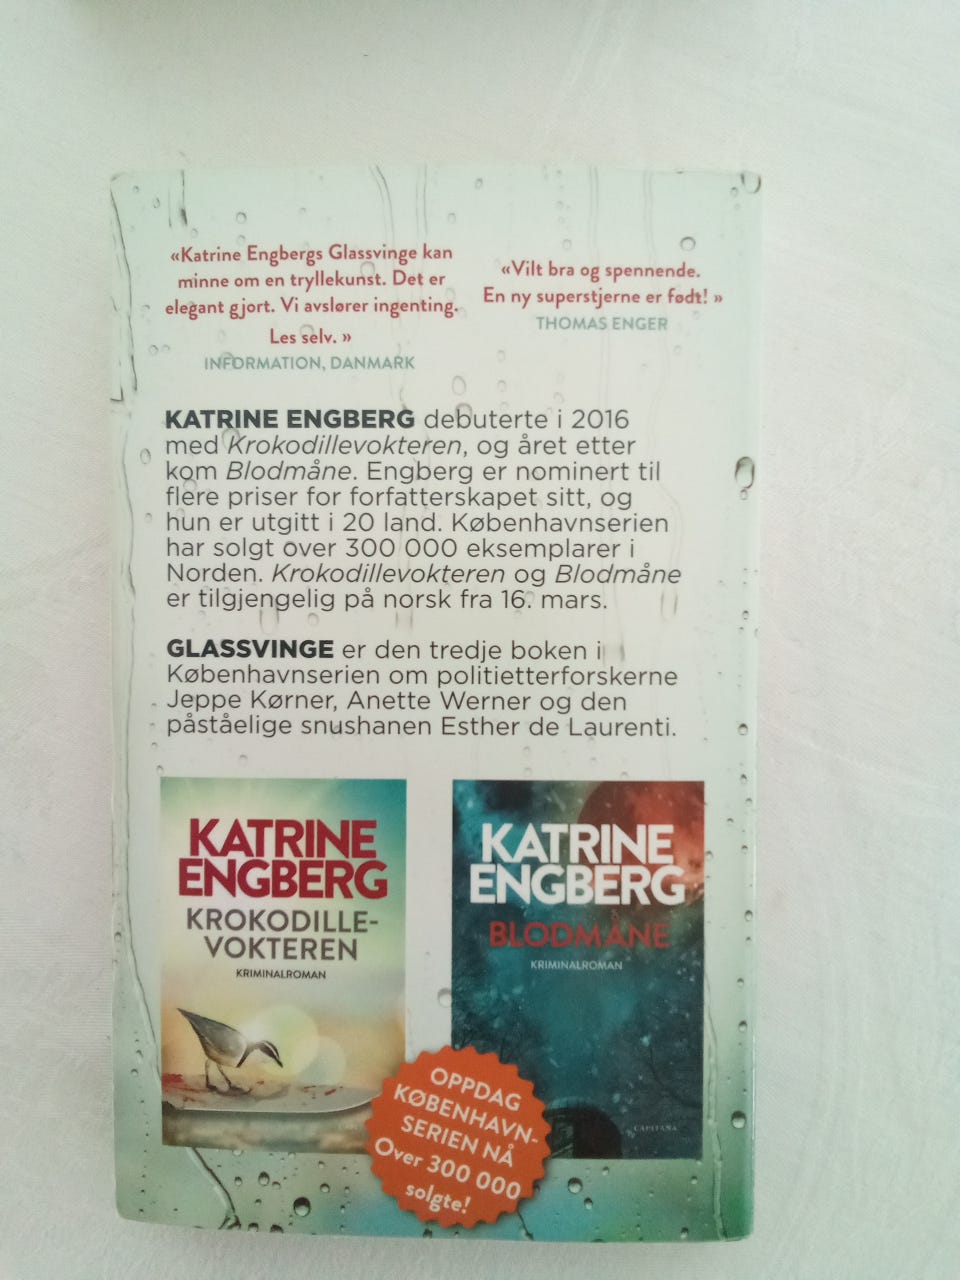 «Katrine Engbergs Glassvinge kan
minne om en tryllekunst. Det er
elegant gjort. Vi avslører ingenting.
Les selv. »
INFORMATION, DANMARK
«Vilt bra og spennende.
En ny superstjerne er født! »
THOMAS ENGER
KATRINE ENGBERG debuterte i 2016
med Krokodillevokteren, og året etter
kom Blodmåne. Engberg er nominert til
flere priser for forfatterskapet sitt, og
hun er utgitt i 20 land. Københavnserien
har solgt over 300 000 eksemplarer i
Norden. Krokodillevokteren og Blodmåne
er tilgjengelig på norsk fra 16. mars.
GLASSVINGE er den tredje boken i
Københavnserien om politietterforskerne
Jeppe Kørner, Anette Werner og den
påståelige snushanen Esther de Laurenti.
KATRINE
ENGBERG
KROKODILLE-
VOKTEREN
KRIMINALROMAN
KATRINE
ENGBERG
BLODMÅNE
KRIMINALROMAN
CAPITANA
OPPDAG
KØBENHAVN-
SERIEN NÅ
Over 300 000
solgte!